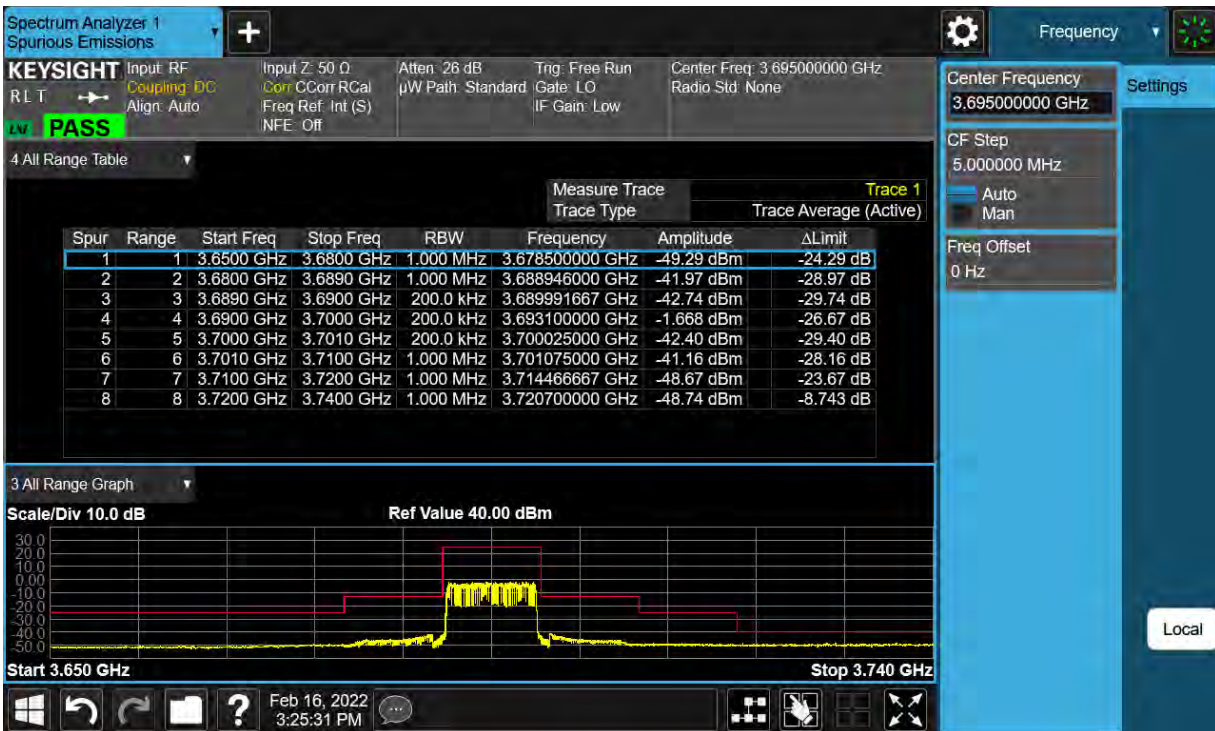 Spectrum Analyzer 1
Spurious Emissions
+
Frequency
KEYSIGHT Input: RF Input Z: 50 Ω Atten: 26 dB Trig: Free Run Center Freq: 3.695000000 GHz
RLT Coupling: DC Corr CCorr RCal µW Path: Standard Gate: LO Radio Std: None
Align: Auto Freq Ref: Int (S) IF Gain: Low
NFE: Off
LXI PASS
Center Frequency
3.695000000 GHz
Settings
CF Step
5.000000 MHz
Auto
Man
Freq Offset
0 Hz
4 All Range Table
Measure Trace Trace 1
Trace Type Trace Average (Active)
Spur Range Start Freq Stop Freq RBW Frequency Amplitude ΔLimit
1 1 3.6500 GHz 3.6800 GHz 1.000 MHz 3.678500000 GHz -49.29 dBm -24.29 dB
2 2 3.6800 GHz 3.6890 GHz 1.000 MHz 3.688946000 GHz -41.97 dBm -28.97 dB
3 3 3.6890 GHz 3.6900 GHz 200.0 kHz 3.689991667 GHz -42.74 dBm -29.74 dB
4 4 3.6900 GHz 3.7000 GHz 200.0 kHz 3.693100000 GHz -1.668 dBm -26.67 dB
5 5 3.7000 GHz 3.7010 GHz 200.0 kHz 3.700025000 GHz -42.40 dBm -29.40 dB
6 6 3.7010 GHz 3.7100 GHz 1.000 MHz 3.701075000 GHz -41.16 dBm -28.16 dB
7 7 3.7100 GHz 3.7200 GHz 1.000 MHz 3.714466667 GHz -48.67 dBm -23.67 dB
8 8 3.7200 GHz 3.7400 GHz 1.000 MHz 3.720700000 GHz -48.74 dBm -8.743 dB
3 All Range Graph
Scale/Div 10.0 dB Ref Value 40.00 dBm
30.0
20.0
10.0
0.00
-10.0
-20.0
-30.0
-40.0
-50.0
Start 3.650 GHz Stop 3.740 GHz
Local
? Feb 16, 2022
3:25:31 PM